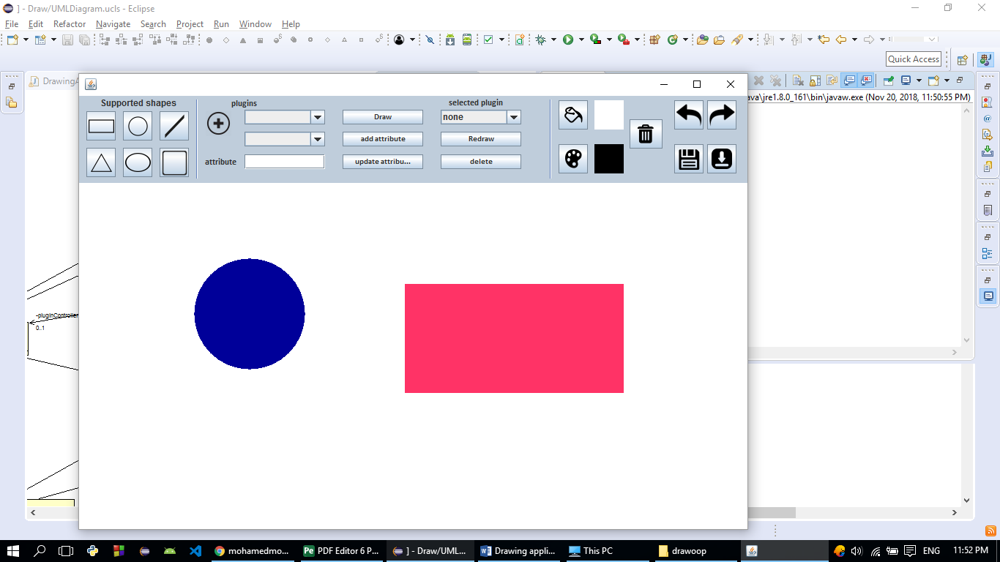 ] - Draw/UMLDiagram.ucls - Eclipse
File Edit Refactor Navigate Search Project Run Window Help
Quick Access
DrawingA
ava\jre1.8.0_161\bin\javaw.exe (Nov 20, 2018, 11:50:55 PM)
Supported shapes
plugins
selected plugin
Draw
none
add attribute
Redraw
attribute
update attribu...
delete
-pluginController
0..1
mohamedmo...
PDF Editor 6 P...
] - Draw/UML...
Drawing appli...
This PC
drawoop
ENG
11:52 PM